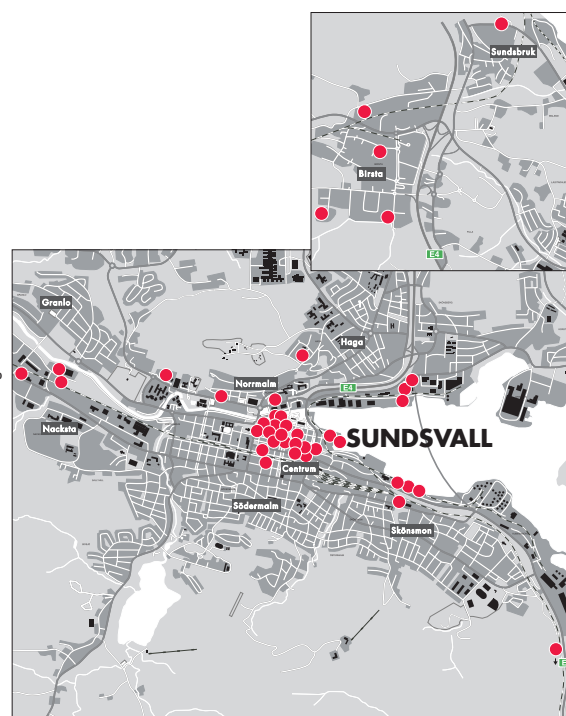 Sundsbruk
Birsta
E4
Granlo
Haga
Norrmalm
E4
Nacksta
SUNDSVALL
Centrum
Södermalm
Skönsmon